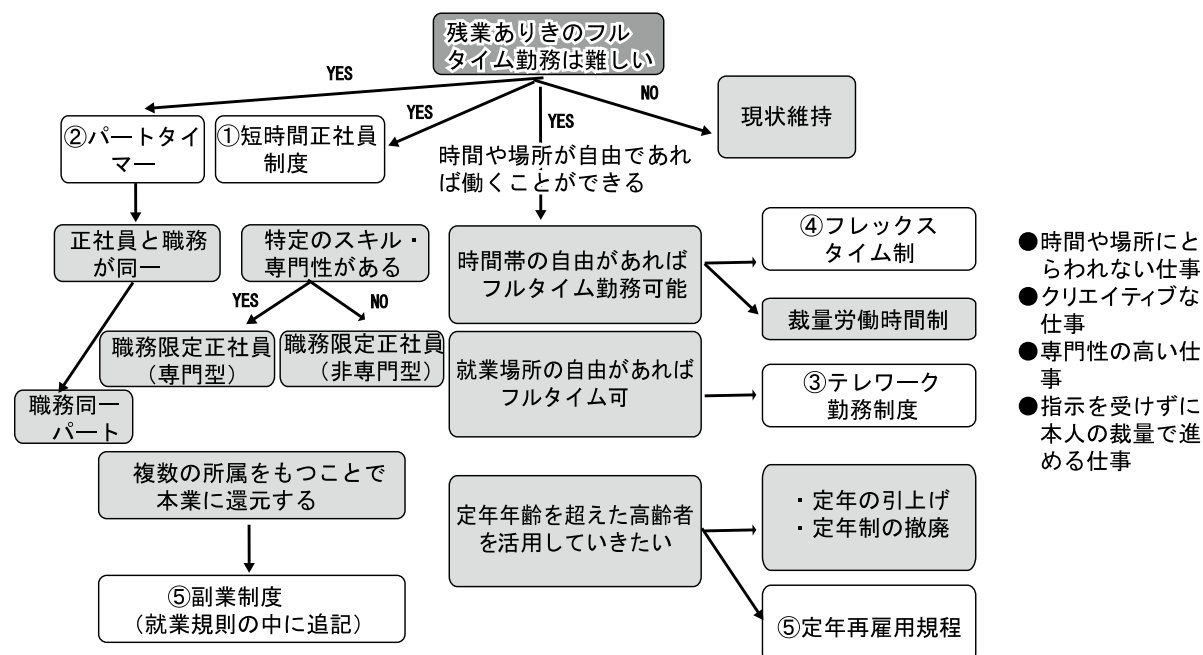 残業ありきのフル
タイム勤務は難しい
YES
YES
YES
NO
②パートタイ
マー
①短時間正社員
制度
時間や場所が自由であれ
ば働くことができる
現状維持
正社員と職務
が同一
特定のスキル・
専門性がある
YES
NO
時間帯の自由があれば
フルタイム勤務可能
④フレックス
タイム制
裁量労働時間制
職務限定正社員
（専門型）
職務限定正社員
（非専門型）
就業場所の自由があれば
フルタイム可
③テレワーク
勤務制度
職務同一
パート
●時間や場所にと
らわれない仕事
●クリエイティブな
仕事
●専門性の高い仕
事
●指示を受けずに
本人の裁量で進
める仕事
複数の所属をもつことで
本業に還元する
定年年齢を超えた高齢者
を活用していきたい
・定年の引上げ
・定年制の撤廃
⑤副業制度
（就業規則の中に追記）
⑤定年再雇用規程